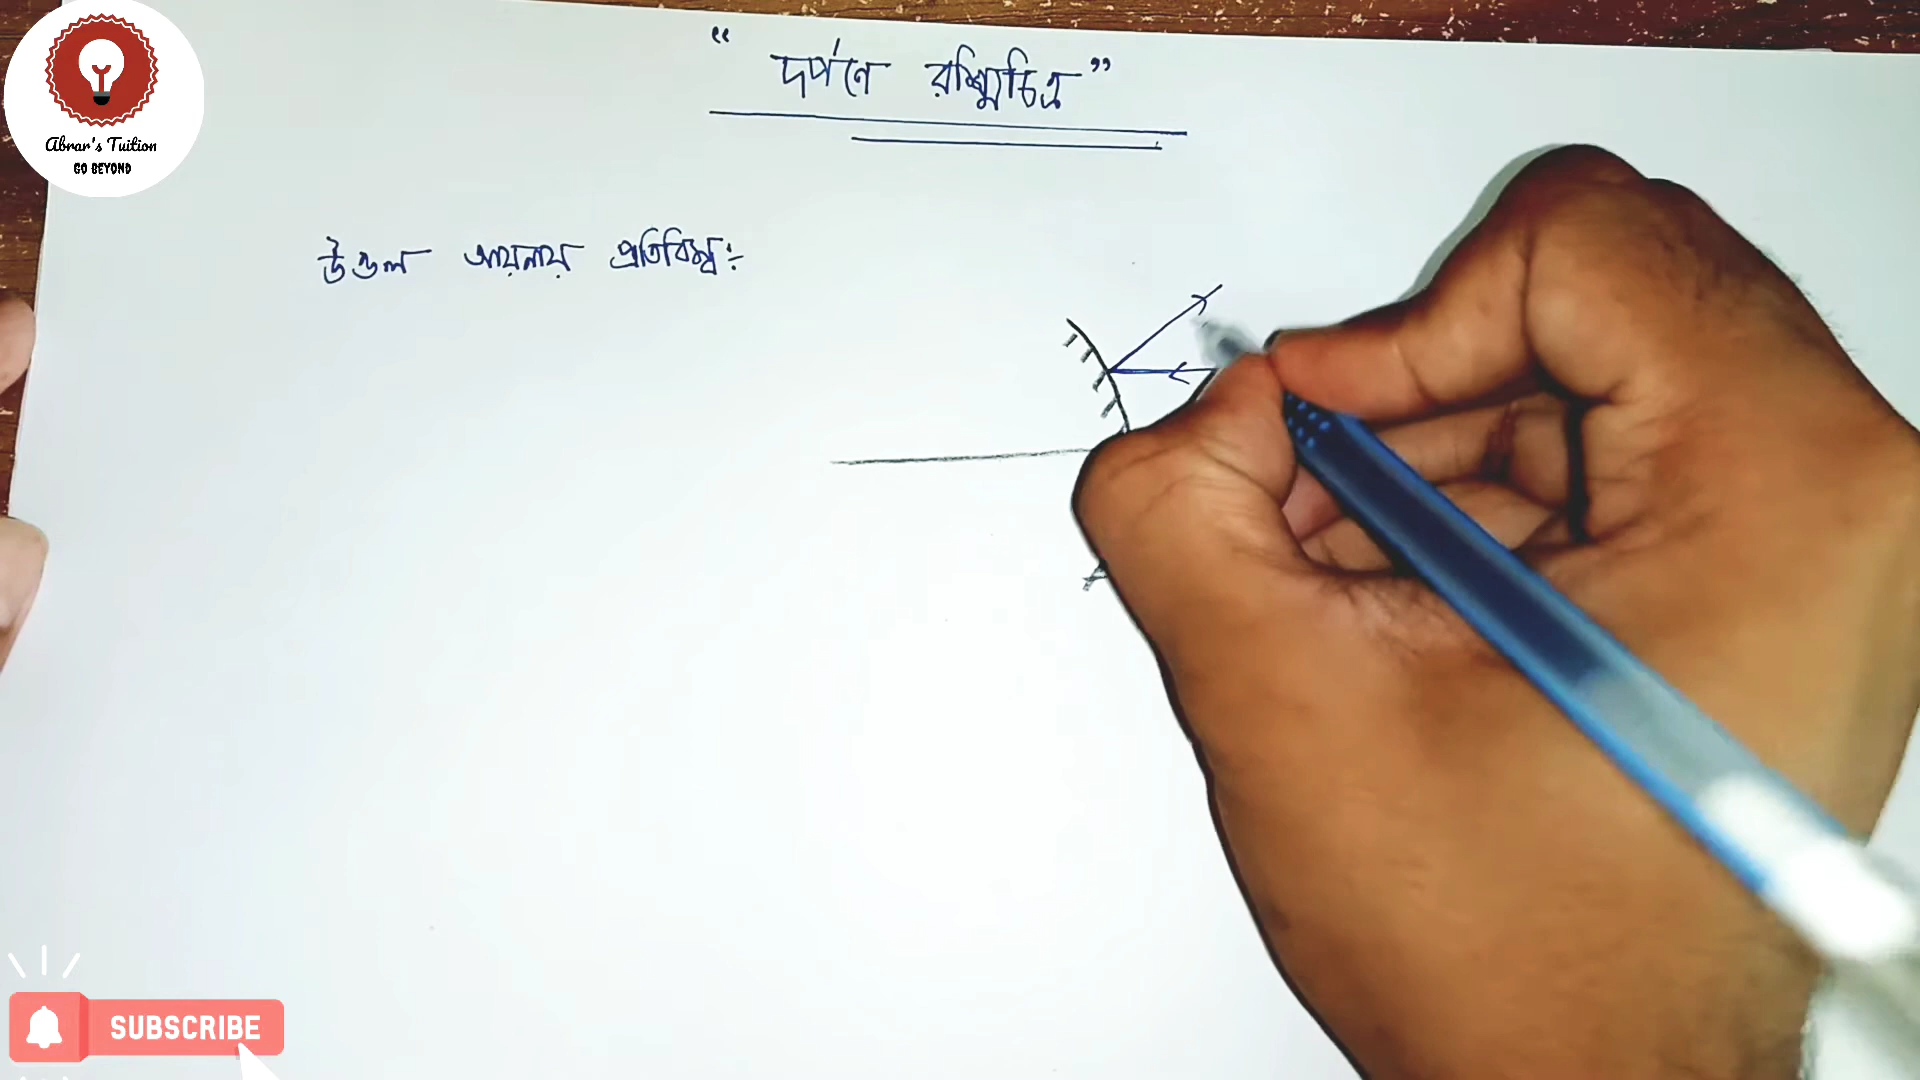 Abrar's Tuition
GO BEYOND
“ দর্পণে রশ্মিচিত্র ”
উত্তল আয়নায় প্রতিবিম্ব :-
SUBSCRIBE